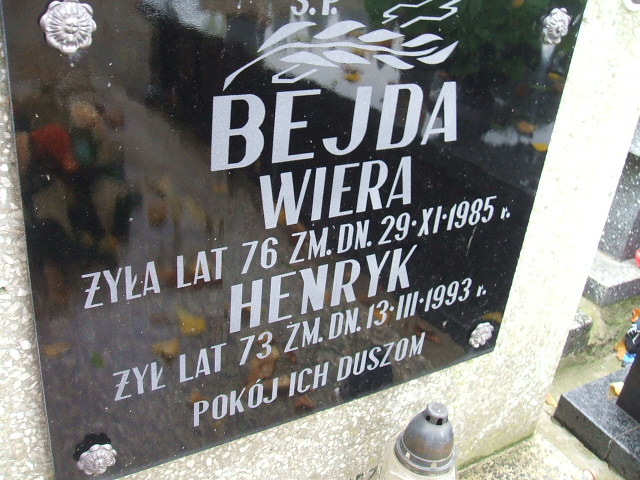 Ś.P.
BEJDA
WIERA
ŻYŁA LAT 76 ZM. DN. 29·XI·1985 r.
HENRYK
ŻYŁ LAT 73 ZM. DN. 13·III·1993 r.
POKÓJ ICH DUSZOM